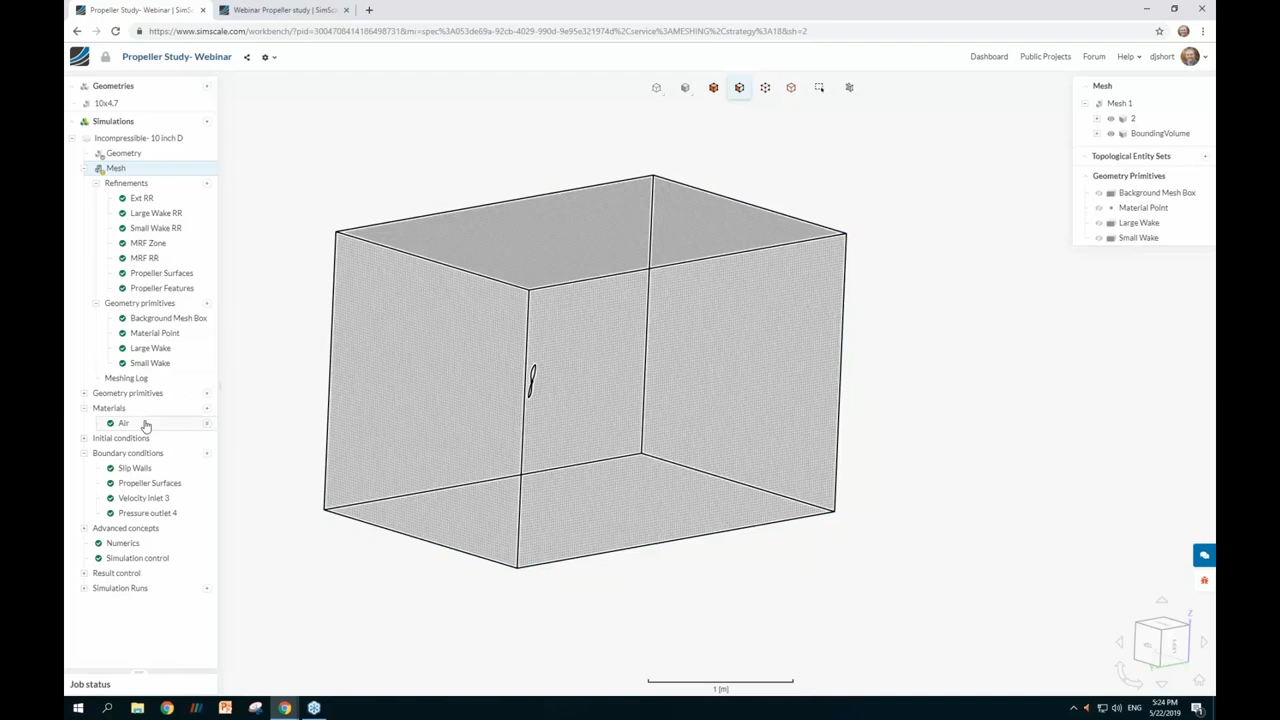 Propeller Study- Webinar | SimSc
Webinar Propeller study | SimSc
https://www.simscale.com/workbench/?pid=3004708414186498731&mi=spec%3A053de69a-92cb-4029-990d-9e95e321974d%2Cservice%3AMESHING%2Cstrategy%3A18&sh=2
Propeller Study- Webinar
Dashboard
Public Projects
Forum
Help
djshort
Geometries
10x4.7
Simulations
Incompressible- 10 inch D
Geometry
Mesh
Refinements
Ext RR
Large Wake RR
Small Wake RR
MRF Zone
MRF RR
Propeller Surfaces
Propeller Features
Geometry primitives
Background Mesh Box
Material Point
Large Wake
Small Wake
Meshing Log
Geometry primitives
Materials
Air
Initial conditions
Boundary conditions
Slip Walls
Propeller Surfaces
Velocity inlet 3
Pressure outlet 4
Advanced concepts
Numerics
Simulation control
Result control
Simulation Runs
Job status
Mesh
Mesh 1
2
BoundingVolume
Topological Entity Sets
Geometry Primitives
Background Mesh Box
Material Point
Large Wake
Small Wake
Z
1 [m]
ENG
5:24 PM
5/22/2019